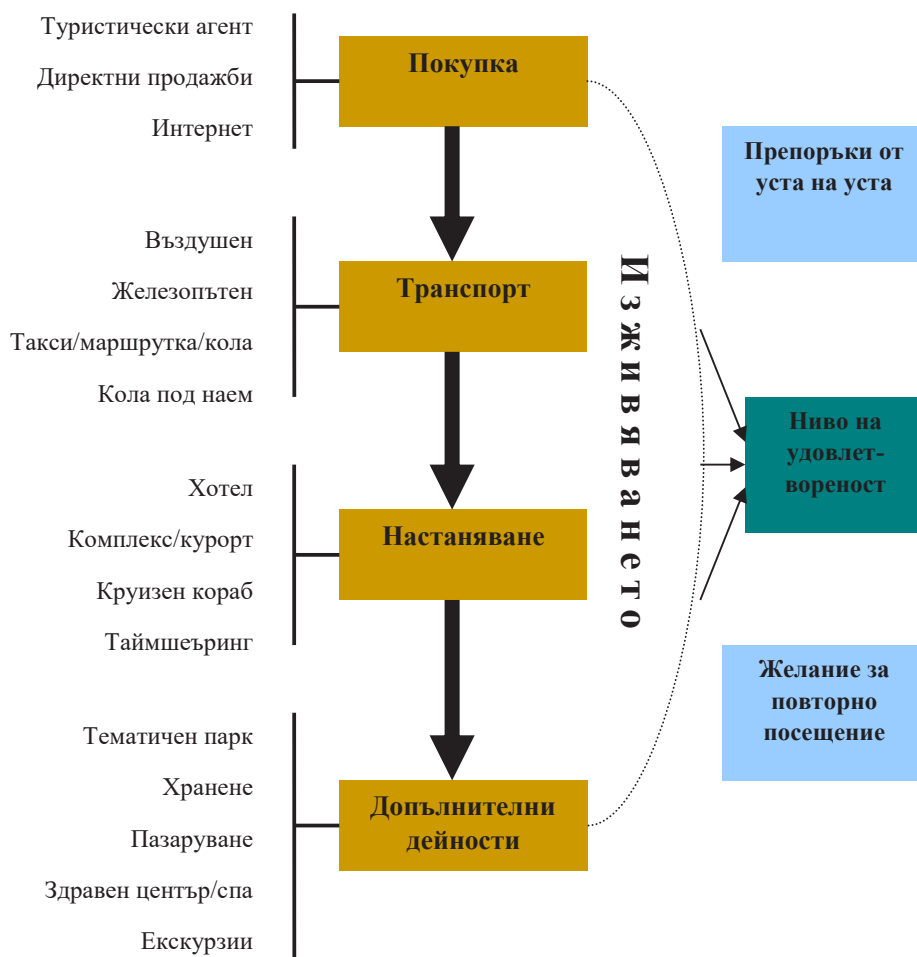 Туристически агент
Директни продажби
Интернет
Покупка
Въздушен
Железопътен
Такси/маршрутка/кола
Кола под наем
Транспорт
Хотел
Комплекс/курорт
Круизен кораб
Таймшеъринг
Настаняване
Тематичен парк
Хранене
Пазаруване
Здравен център/спа
Екскурзии
Допълнителни
дейности
Изживяването
Препоръки от
уста на уста
Ниво на
удовлет-
вореност
Желание за
повторно
посещение